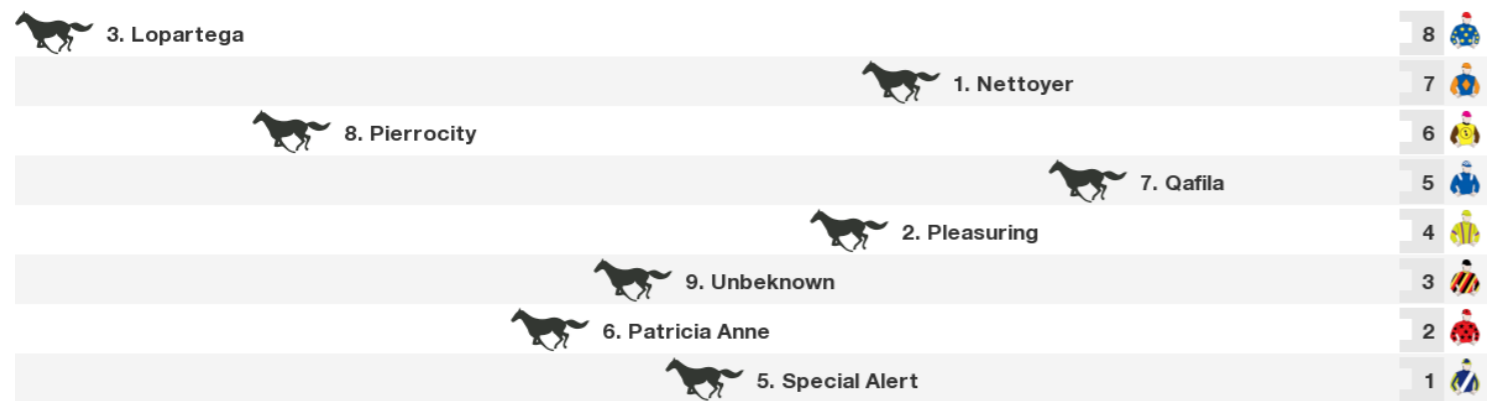 3. Lopartega 8
1. Nettoyer 7
8. Pierrocity 6
7. Qafila 5
2. Pleasuring 4
9. Unbeknown 3
6. Patricia Anne 2
5. Special Alert 1